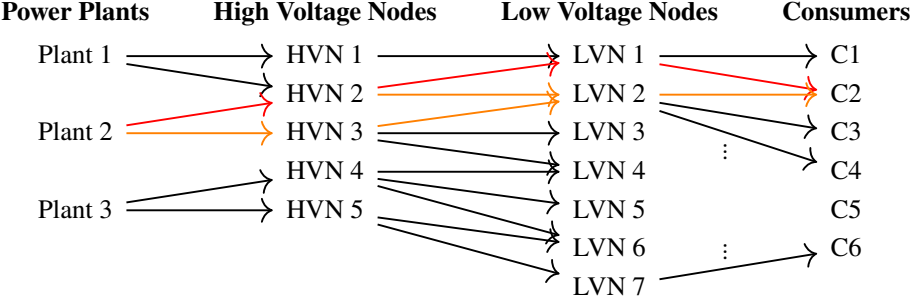 Power Plants High Voltage Nodes Low Voltage Nodes Consumers
Plant 1 HVN 1 LVN 1 C1
HVN 2 LVN 2 C2
Plant 2 HVN 3 LVN 3 C3
HVN 4 LVN 4 C4
Plant 3 HVN 5 LVN 5 C5
LVN 6 C6
LVN 7